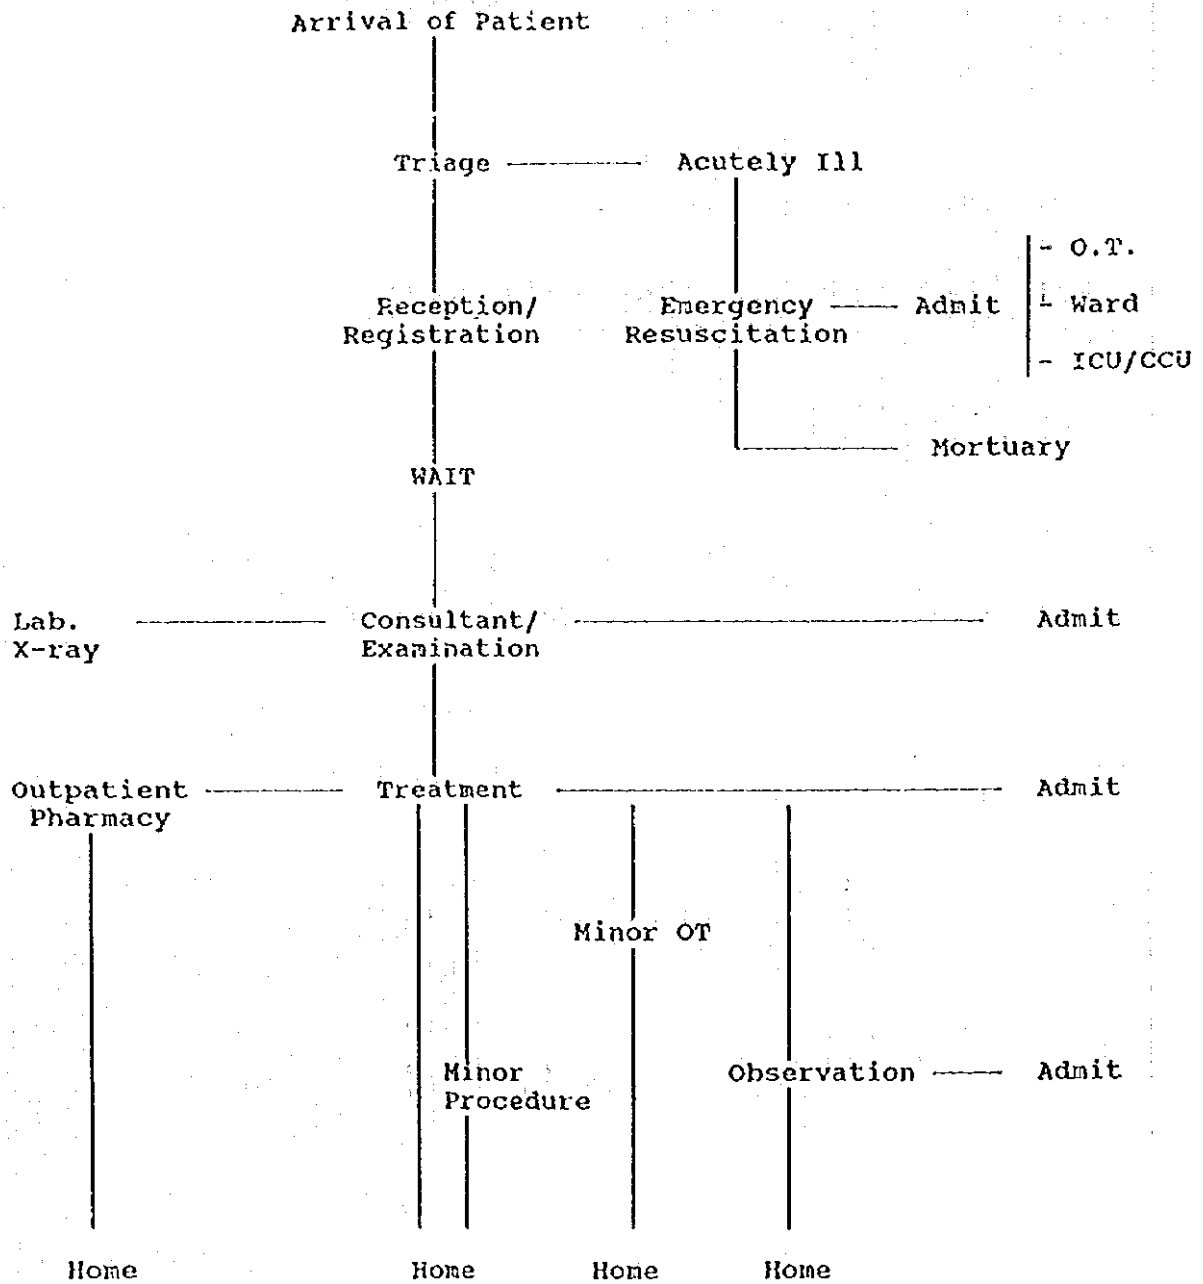 Arrival of Patient
Triage
Acutely Ill
- O.T.
Reception/
Registration
Emergency
Resuscitation
Admit
- Ward
- ICU/CCU
Mortuary
WAIT
Lab.
X-ray
Consultant/
Examination
Admit
Outpatient
Pharmacy
Treatment
Admit
Minor OT
Minor
Procedure
Observation
Admit
Home
Home
Home
Home